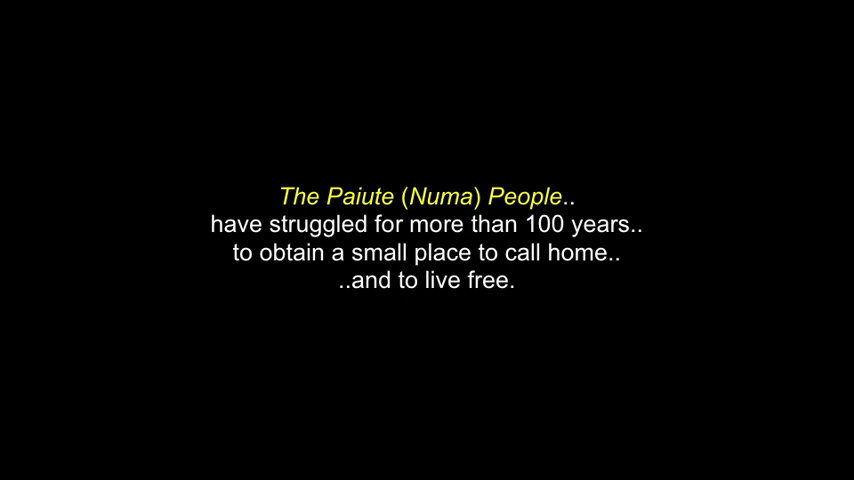 The Paiute (Numa) People..
have struggled for more than 100 years..
to obtain a small place to call home..
..and to live free.